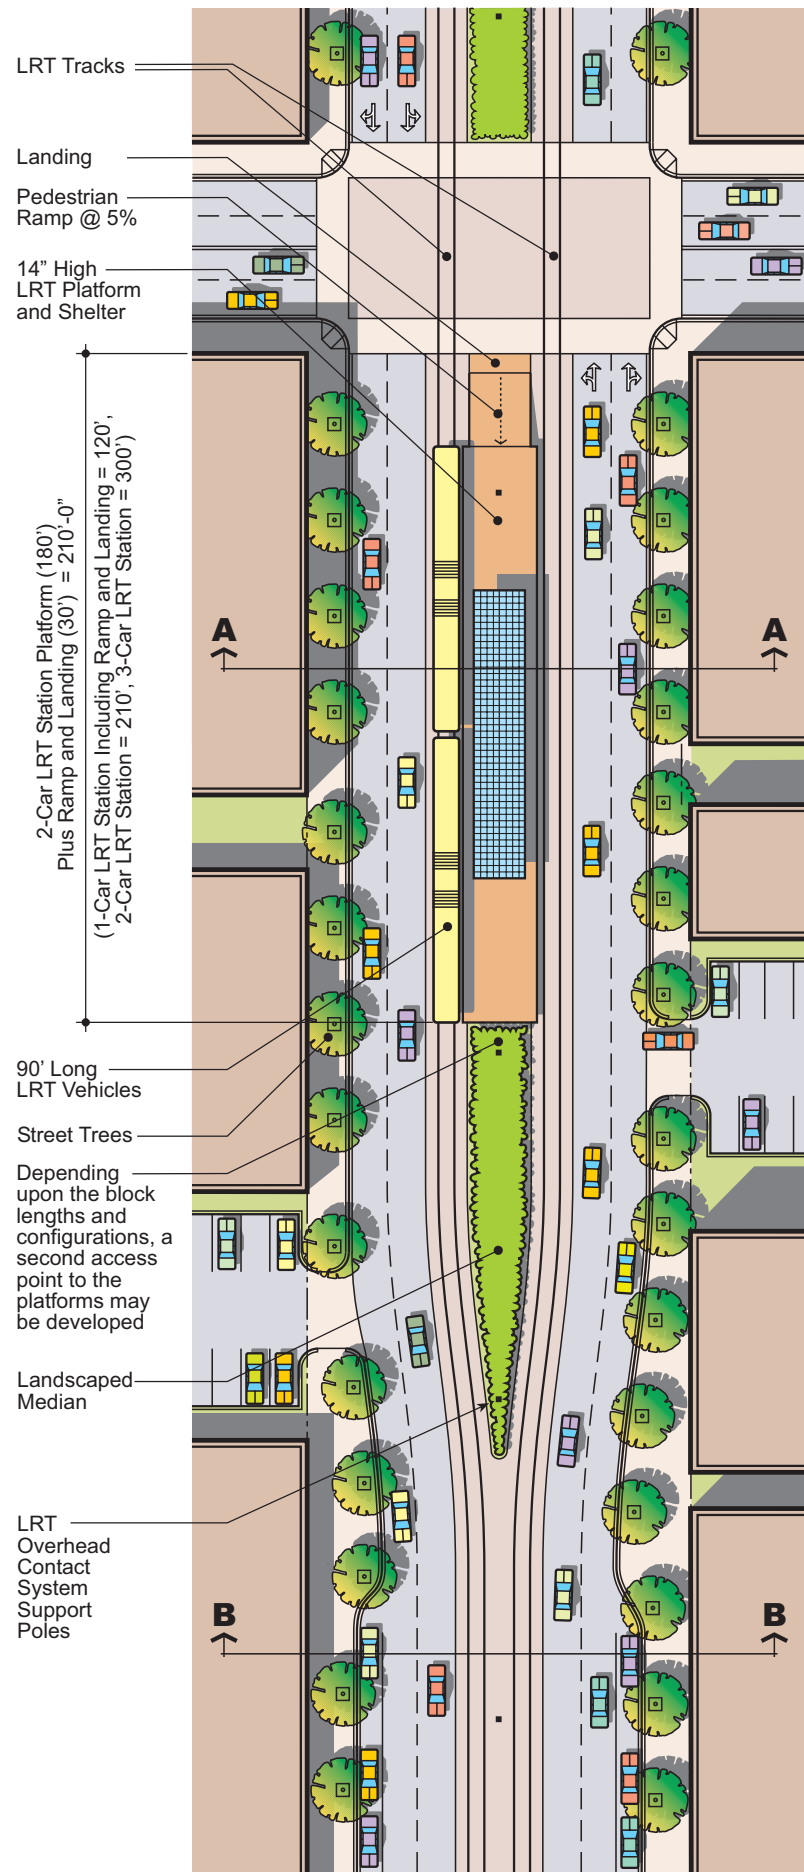 LRT Tracks
Landing
Pedestrian
Ramp @ 5%
14” High
LRT Platform
and Shelter
2-Car LRT Station Platform (180’)
Plus Ramp and Landing (30’) = 210’-0”
(1-Car LRT Station Including Ramp and Landing = 120’,
2-Car LRT Station = 210’, 3-Car LRT Station = 300’)
A
A
90’ Long
LRT Vehicles
Street Trees
Depending
upon the block
lengths and
configurations, a
second access
point to the
platforms may
be developed
Landscaped
Median
LRT
Overhead
Contact
System
Support
Poles
B
B